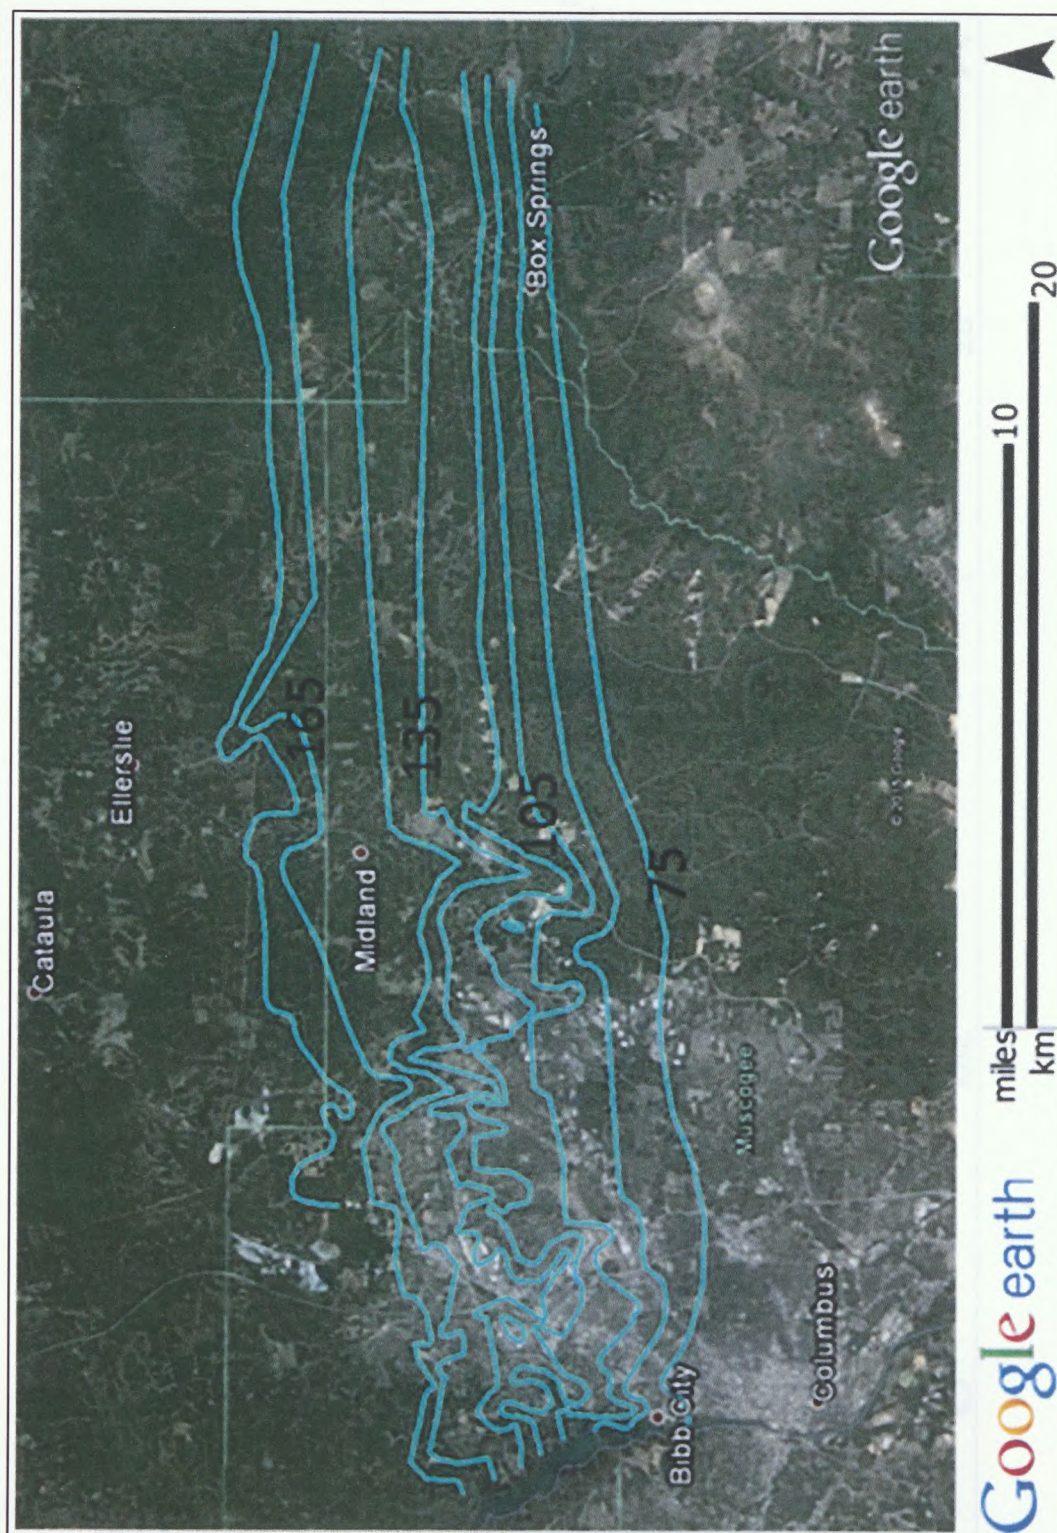 Cataula
Ellerslie
165
Midland
135
105
Box Springs
75
Muscogee
Bibb City
Columbus
Google earth
Google earth
miles
10
km
20